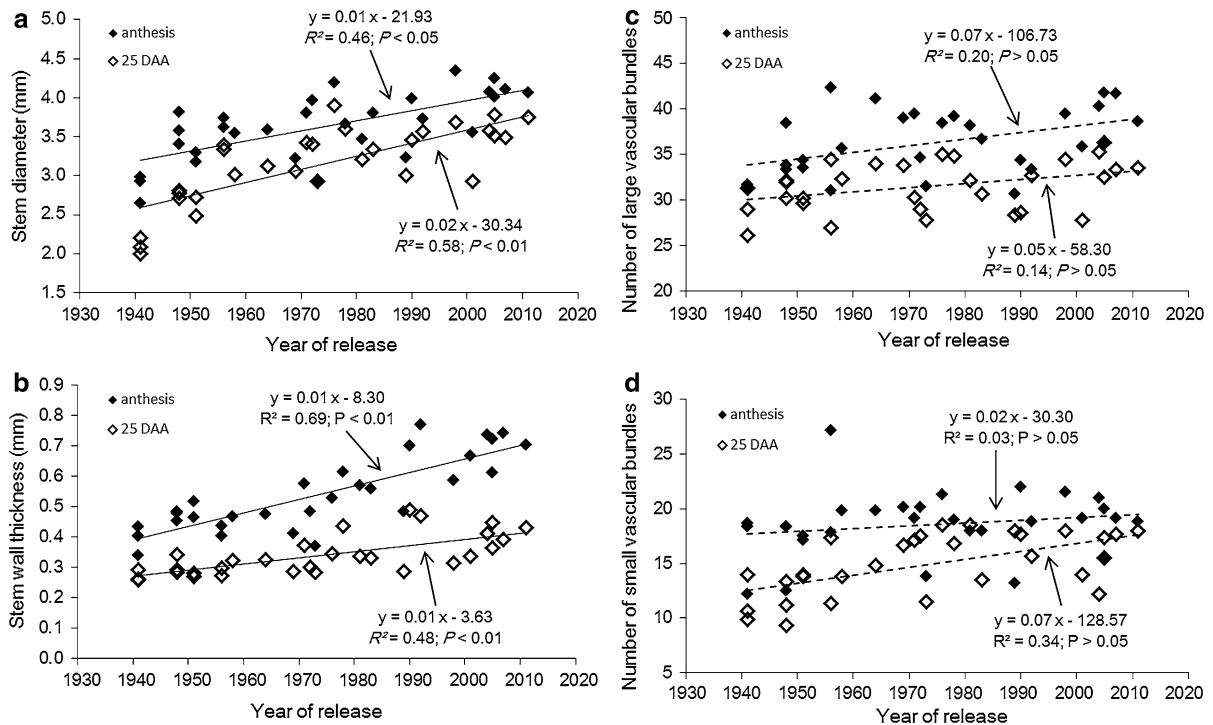 a
5.0
4.5
4.0
3.5
3.0
2.5
2.0
1.5
Stem diameter (mm)
anthesis
25 DAA
y = 0.01 x - 21.93
R² = 0.46; P < 0.05
y = 0.02 x - 30.34
R² = 0.58; P < 0.01
1930 1940 1950 1960 1970 1980 1990 2000 2010 2020
Year of release
c
50
45
40
35
30
25
20
Number of large vascular bundles
anthesis
25 DAA
y = 0.07 x - 106.73
R² = 0.20; P > 0.05
y = 0.05 x - 58.30
R² = 0.14; P > 0.05
1930 1940 1950 1960 1970 1980 1990 2000 2010 2020
Year of release
b
0.9
0.8
0.7
0.6
0.5
0.4
0.3
0.2
0.1
0.0
Stem wall thickness (mm)
anthesis
25 DAA
y = 0.01 x - 8.30
R² = 0.69; P < 0.01
y = 0.01 x - 3.63
R² = 0.48; P < 0.01
1930 1940 1950 1960 1970 1980 1990 2000 2010 2020
Year of release
d
30
25
20
15
10
5
Number of small vascular bundles
anthesis
25 DAA
y = 0.02 x - 30.30
R² = 0.03; P > 0.05
y = 0.07 x - 128.57
R² = 0.34; P > 0.05
1930 1940 1950 1960 1970 1980 1990 2000 2010 2020
Year of release